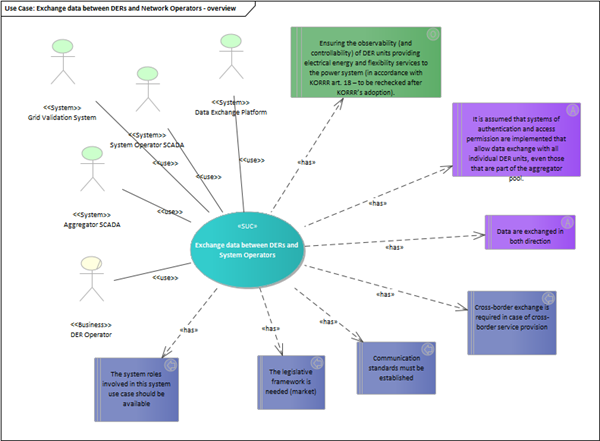 Use Case: Exchange data between DERs and Network Operators - overview
Ensuring the observability (and
controllability) of DER units providing
electrical energy and flexibility services to
the power system (in accordance with
KORRR art. 18 – to be rechecked after
KORRR's adoption).
<<System>>
Grid Validation System
<<System>>
System Operator SCADA
<<System>>
Data Exchange Platform
It is assumed that systems of
authentication and access
permission are implemented that
allow data exchange with all
individual DER units, even those
that are part of the aggregator
pool.
<<use>>
<<use>>
<<use>>
«has»
«has»
<<System>>
Aggregator SCADA
<<use>>
«SUC»
Exchange data between DERs and
System Operators
Data are exchanged in
both direction
«has»
<<Business>>
DER Operator
<<use>>
«has»
Cross-border exchange is
required in case of cross-
border service provision
«has»
«has»
«has»
The system roles
involved in this system
use case should be
available
The legislative
framework is
needed (market)
Communication
standards must be
established